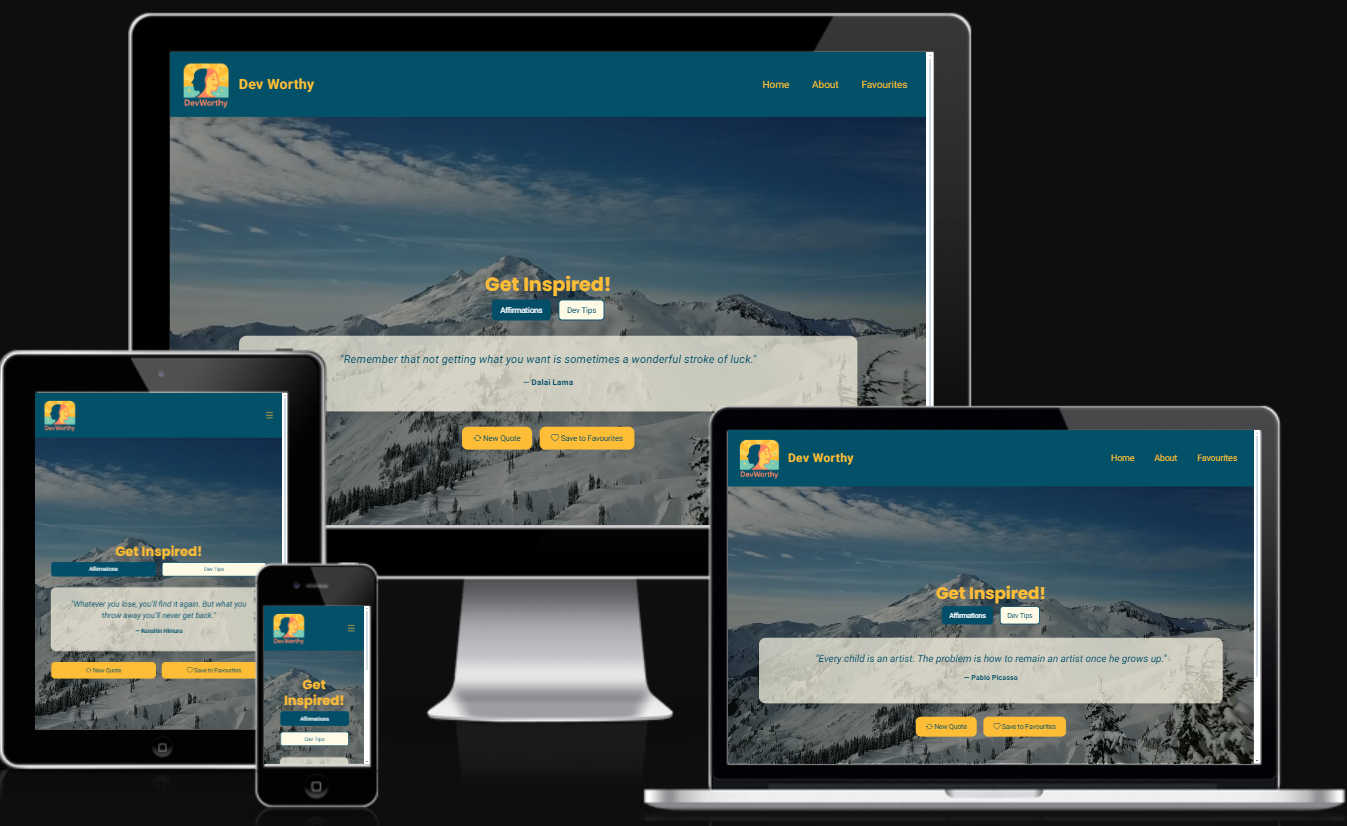 DevWorthy
Dev Worthy
Home
About
Favourites
Get Inspired!
Affirmations
Dev Tips
"Remember that not getting what you want is sometimes a wonderful stroke of luck."
— Dalai Lama
New Quote
Save to Favourites
DevWorthy
Get Inspired!
Affirmations
Dev Tips
"Whatever you lose, you'll find it again. But what you
throw away you'll never get back."
— Kenshin Himura
New Quote
Save to Favourites
DevWorthy
Get
Inspired!
Affirmations
Dev Tips
DevWorthy
Dev Worthy
Home
About
Favourites
Get Inspired!
Affirmations
Dev Tips
"Every child is an artist. The problem is how to remain an artist once he grows up."
— Pablo Picasso
New Quote
Save to Favourites